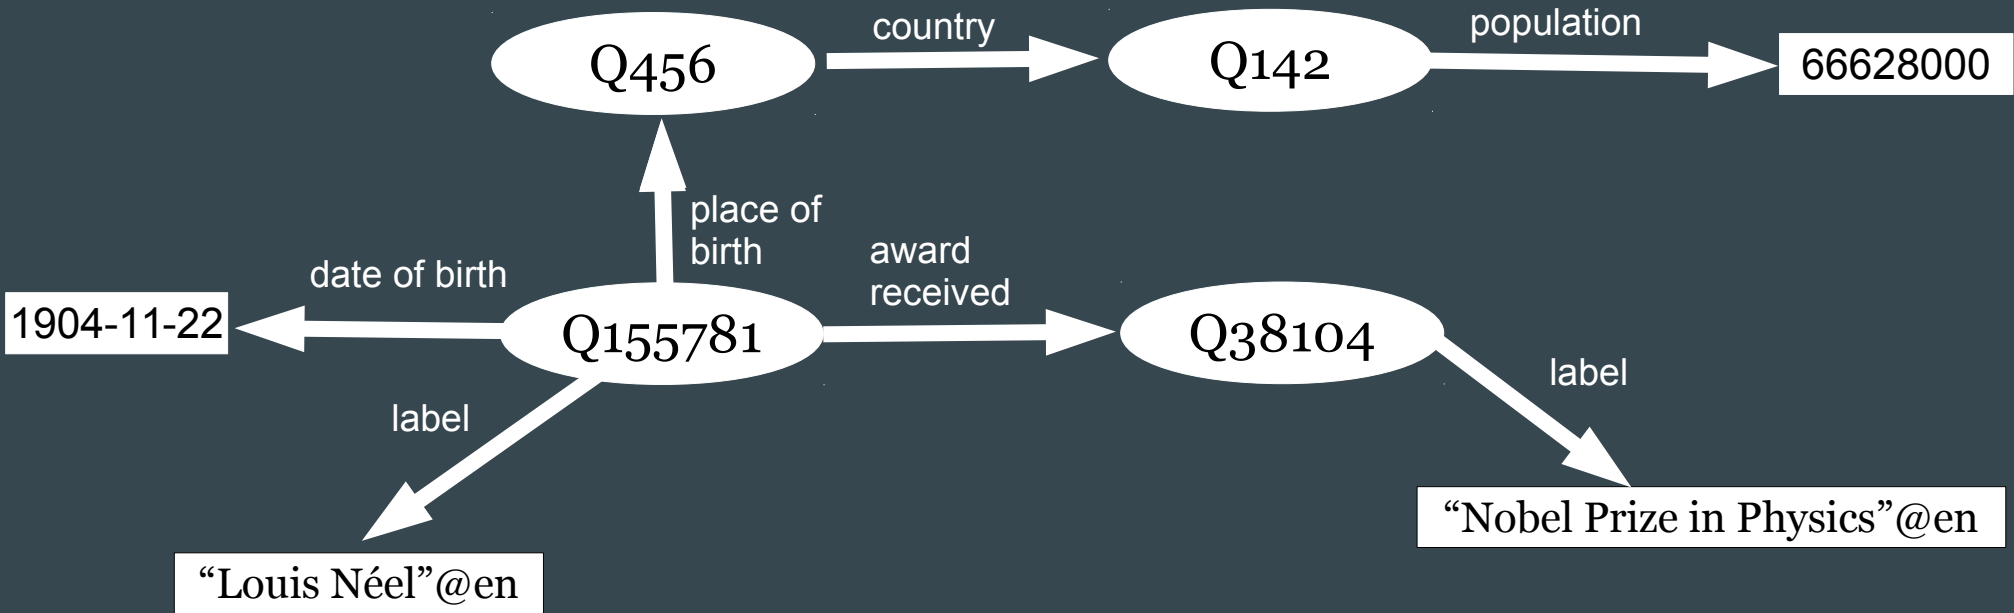 Q456
country
Q142
population
66628000
place of
birth
award
received
date of birth
1904-11-22
Q155781
Q38104
label
label
“Nobel Prize in Physics”@en
“Louis Néel”@en